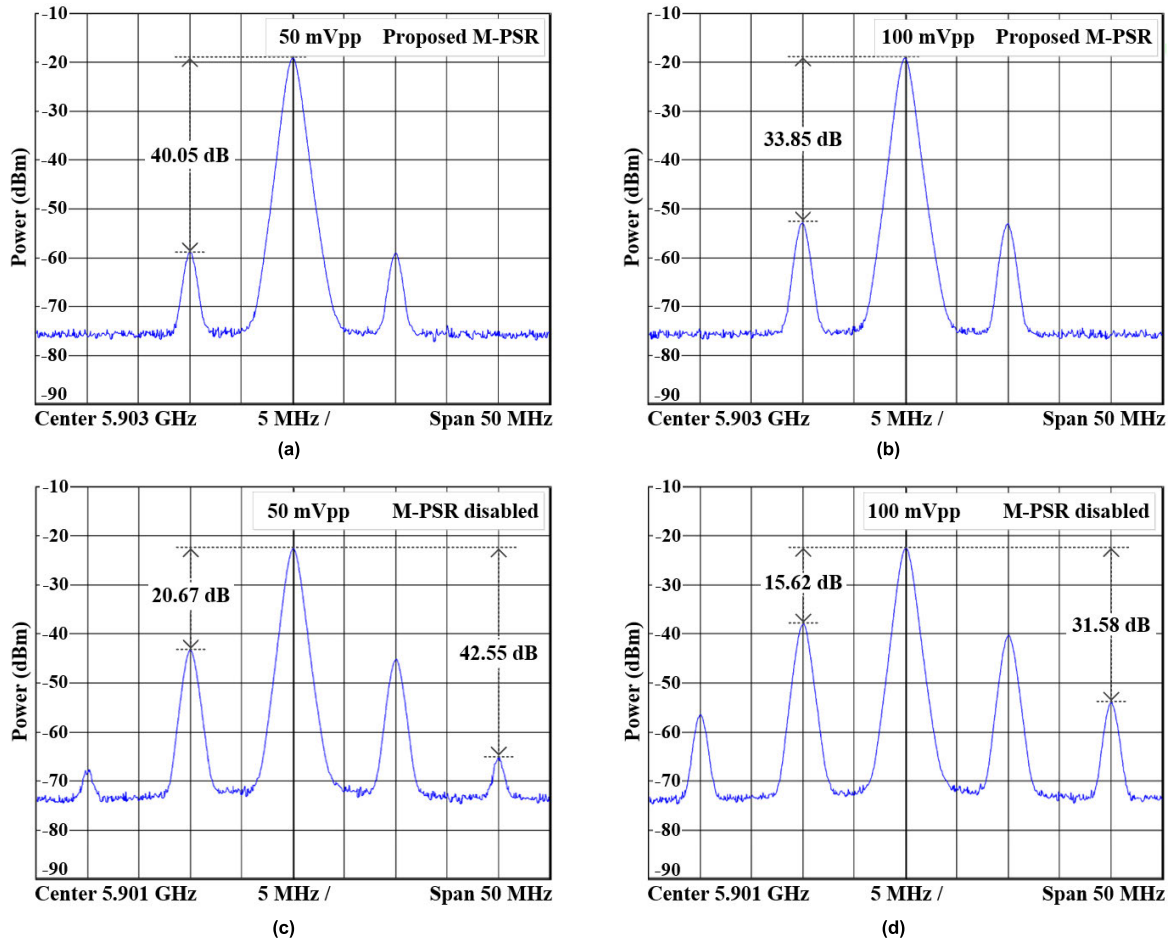 -10
50 mVpp Proposed M-PSR
-20
-30
40.05 dB
-40
-50
-60
-70
-80
-90
Power (dBm)
Center 5.903 GHz 5 MHz / Span 50 MHz
(a)
-10
100 mVpp Proposed M-PSR
-20
-30
33.85 dB
-40
-50
-60
-70
-80
-90
Power (dBm)
Center 5.903 GHz 5 MHz / Span 50 MHz
(b)
-10
50 mVpp M-PSR disabled
-20
-30
20.67 dB
-40
42.55 dB
-50
-60
-70
-80
-90
Power (dBm)
Center 5.901 GHz 5 MHz / Span 50 MHz
(c)
-10
100 mVpp M-PSR disabled
-20
-30
15.62 dB
31.58 dB
-40
-50
-60
-70
-80
-90
Power (dBm)
Center 5.901 GHz 5 MHz / Span 50 MHz
(d)